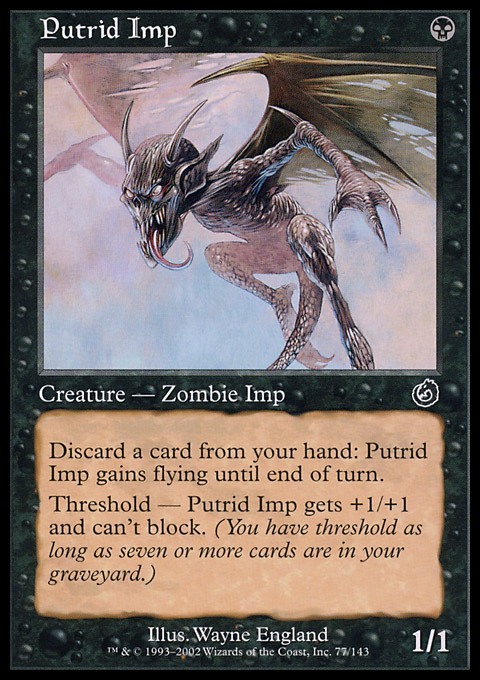 Putrid Imp
Creature — Zombie Imp
Discard a card from your hand: Putrid
Imp gains flying until end of turn.
Threshold — Putrid Imp gets +1/+1
and can't block. (You have threshold as
long as seven or more cards are in your
graveyard.)
Illus. Wayne England
1/1
™ & © 1993–2002 Wizards of the Coast, Inc. 77/143